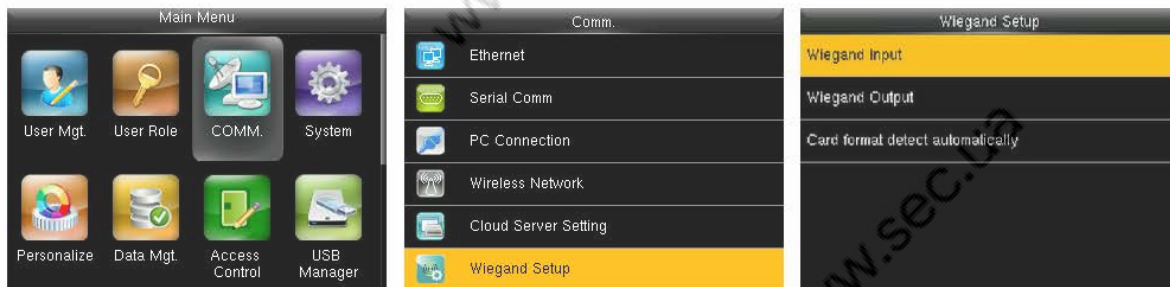 Main Menu
User Mgt.
User Role
COMM.
System
Personalize
Data Mgt.
Access
Control
USB
Manager
Comm.
Ethernet
Serial Comm
PC Connection
Wireless Network
Cloud Server Setting
Wiegand Setup
Wiegand Setup
Wiegand Input
Wiegand Output
Card format detect automatically
www.sec.ua